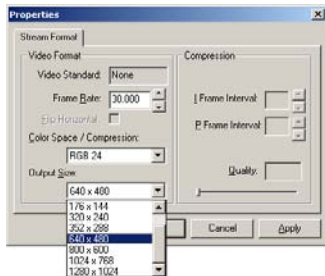 Properties
Stream Format
Video Format
Video Standard: None
Frame Rate: 30.000
Flip Horizontal
Color Space / Compression:
RGB 24
Output Size:
640 x 480
176 x 144
320 x 240
352 x 288
640 x 480
800 x 600
1024 x 768
1280 x 1024
Compression
I Frame Interval:
P Frame Interval:
Quality:
Cancel
Apply